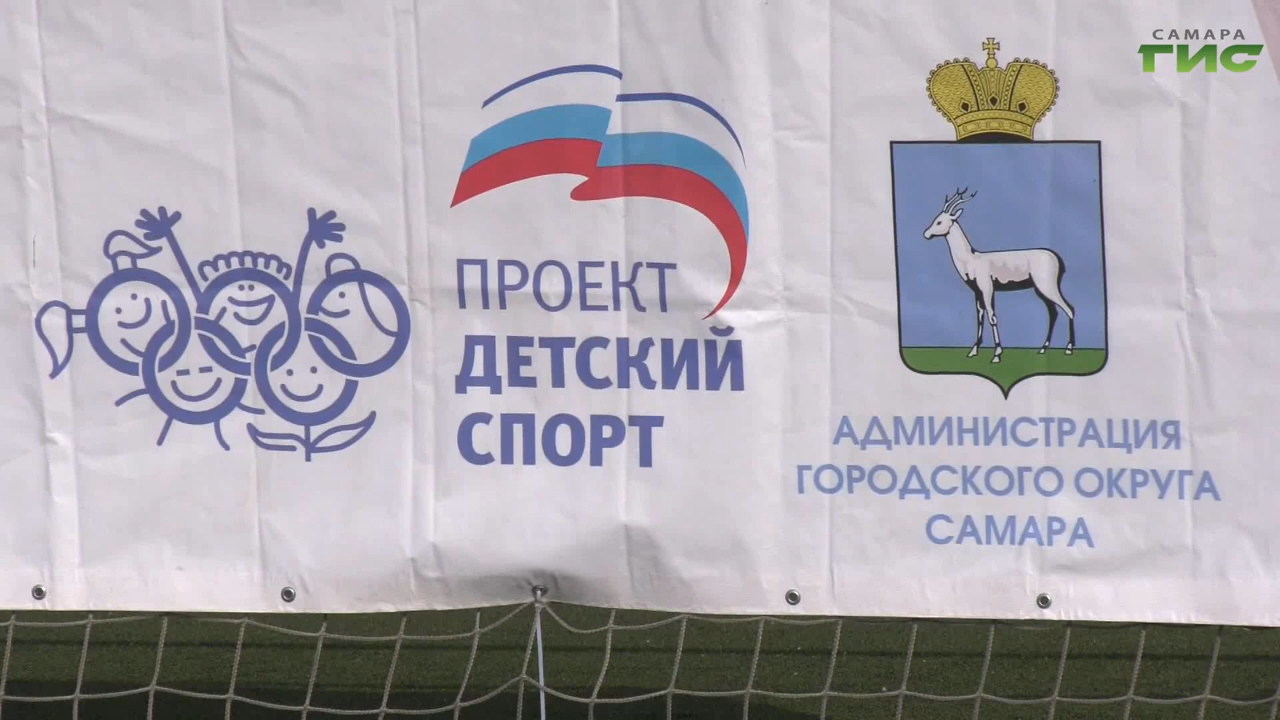 САМАРА
ГИС
ПРОЕКТ
ДЕТСКИЙ
СПОРТ
АДМИНИСТРАЦИЯ
ГОРОДСКОГО ОКРУГА
САМАРА